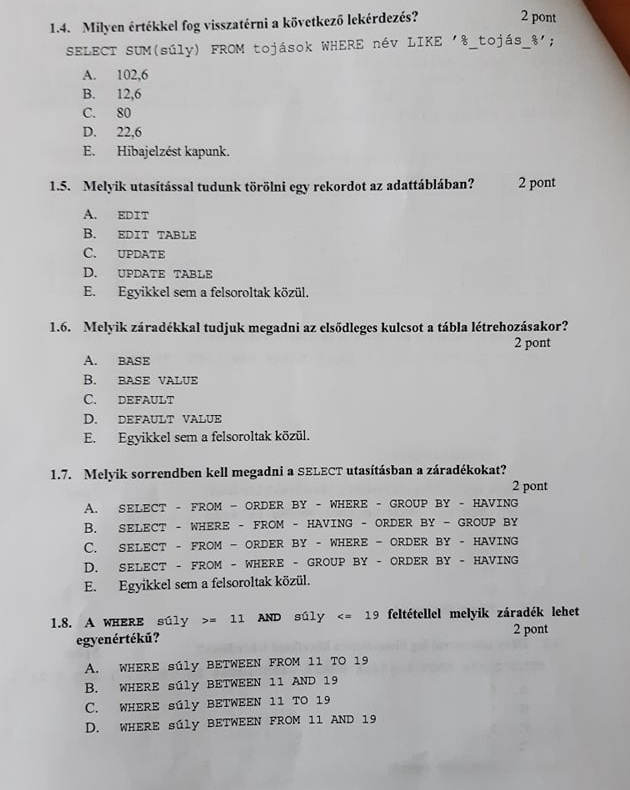 1.4. Milyen értékkel fog visszatérni a következő lekérdezés? 2 pont
SELECT SUM(súly) FROM tojások WHERE név LIKE '%_tojás_%';
A. 102,6
B. 12,6
C. 80
D. 22,6
E. Hibajelzést kapunk.
1.5. Melyik utasítással tudunk törölni egy rekordot az adattáblában? 2 pont
A. EDIT
B. EDIT TABLE
C. UPDATE
D. UPDATE TABLE
E. Egyikkel sem a felsoroltak közül.
1.6. Melyik záradékkal tudjuk megadni az elsődleges kulcsot a tábla létrehozásakor?
2 pont
A. BASE
B. BASE VALUE
C. DEFAULT
D. DEFAULT VALUE
E. Egyikkel sem a felsoroltak közül.
1.7. Melyik sorrendben kell megadni a SELECT utasításban a záradékokat?
2 pont
A. SELECT - FROM - ORDER BY - WHERE - GROUP BY - HAVING
B. SELECT - WHERE - FROM - HAVING - ORDER BY - GROUP BY
C. SELECT - FROM - ORDER BY - WHERE - ORDER BY - HAVING
D. SELECT - FROM - WHERE - GROUP BY - ORDER BY - HAVING
E. Egyikkel sem a felsoroltak közül.
1.8. A WHERE súly >= 11 AND súly <= 19 feltétellel melyik záradék lehet
egyenértékű? 2 pont
A. WHERE súly BETWEEN FROM 11 TO 19
B. WHERE súly BETWEEN 11 AND 19
C. WHERE súly BETWEEN 11 TO 19
D. WHERE súly BETWEEN FROM 11 AND 19